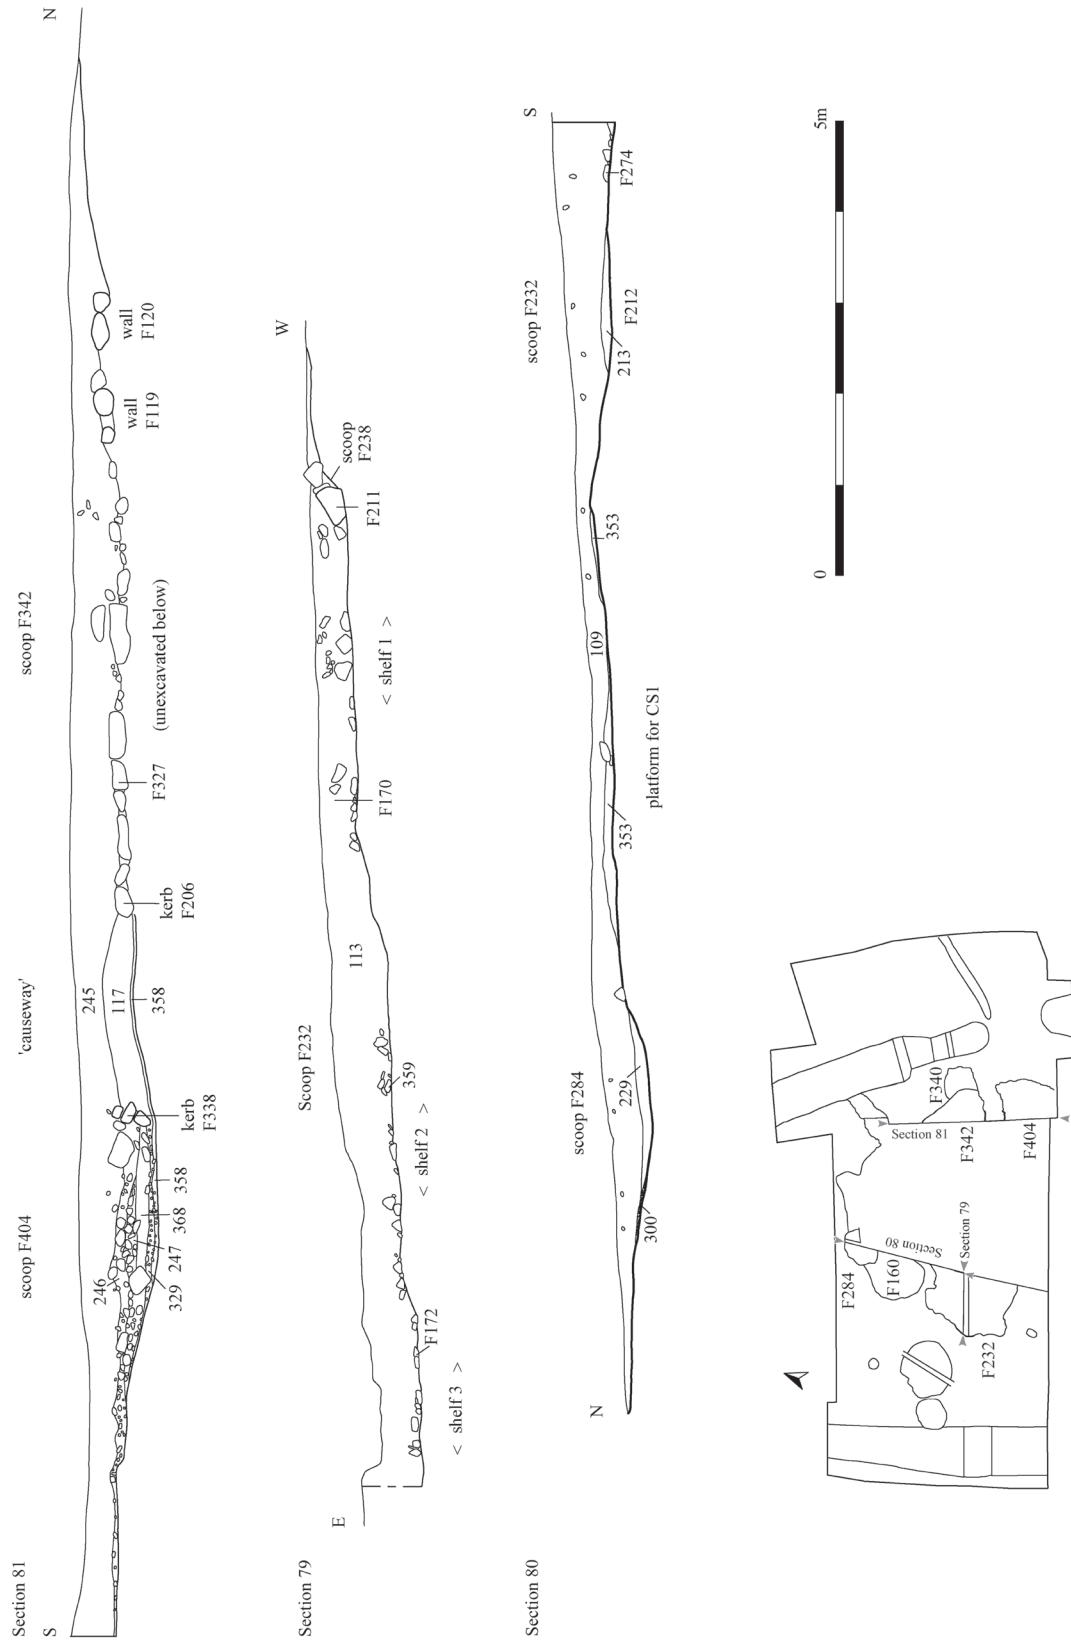 Section 81
S
N
scoop F404
'causeway'
scoop F342
245
117
358
246
329
247
368
358
kerb
F338
kerb
F206
F327
(unexcavated below)
wall
F119
wall
F120
Section 79
E
W
Scoop F232
113
< shelf 3 >
F172
< shelf 2 >
359
F170
< shelf 1 >
F211
scoop
F238
Section 80
N
S
scoop F284
scoop F232
300
229
353
109
353
platform for CS1
213
F212
F274
0
5m
F284
F160
Section 80
Section 79
F232
Section 81
F340
F342
F404